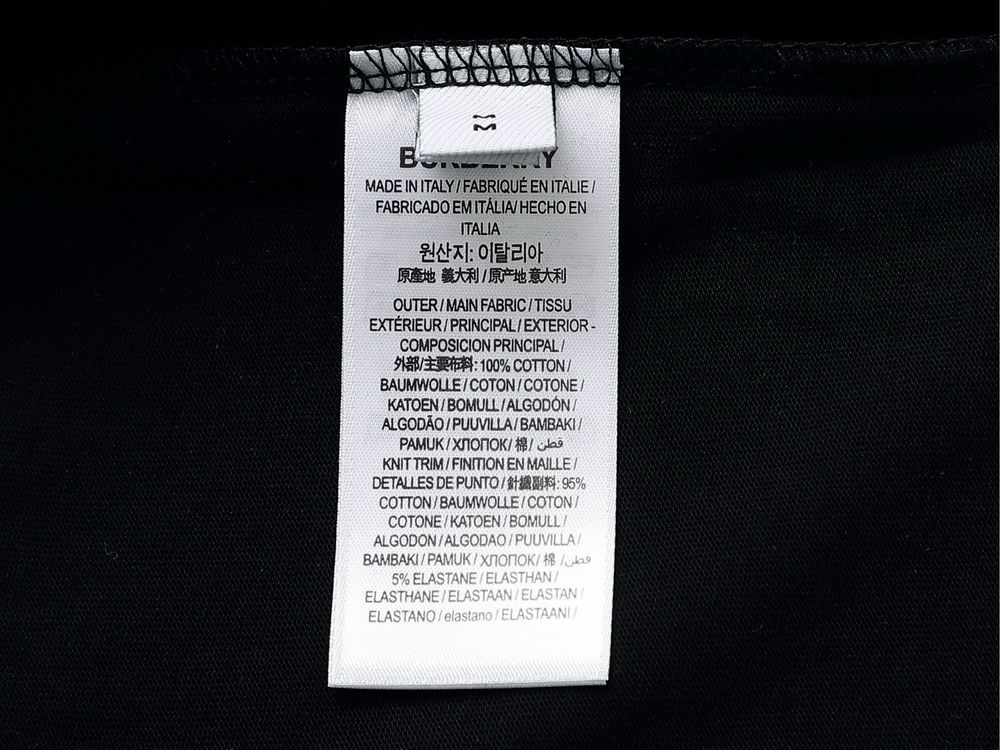 M
BURBERRY
MADE IN ITALY / FABRIQUÉ EN ITALIE /
FABRICADO EM ITÁLIA/ HECHO EN
ITALIA
원산지: 이탈리아
原產地 義大利 / 原产地 意大利
OUTER / MAIN FABRIC / TISSU
EXTÉRIEUR / PRINCIPAL / EXTERIOR -
COMPOSICION PRINCIPAL /
外部/主要布料: 100% COTTON /
BAUMWOLLE / COTON / COTONE /
KATOEN / BOMULL / ALGODÓN /
ALGODÃO / PUUVILLA / BAMBAKI /
PAMUK / ХЛОПОК/ 棉/ قطن
KNIT TRIM / FINITION EN MAILLE /
DETALLES DE PUNTO / 針織副料: 95%
COTTON / BAUMWOLLE / COTON /
COTONE / KATOEN / BOMULL /
ALGODON / ALGODAO / PUUVILLA /
BAMBAKI / PAMUK / ХЛОПОК/ 棉 / قطن
5% ELASTANE / ELASTHAN /
ELASTHANE / ELASTAAN / ELASTAN /
ELASTANO / elastano / ELASTAANI /